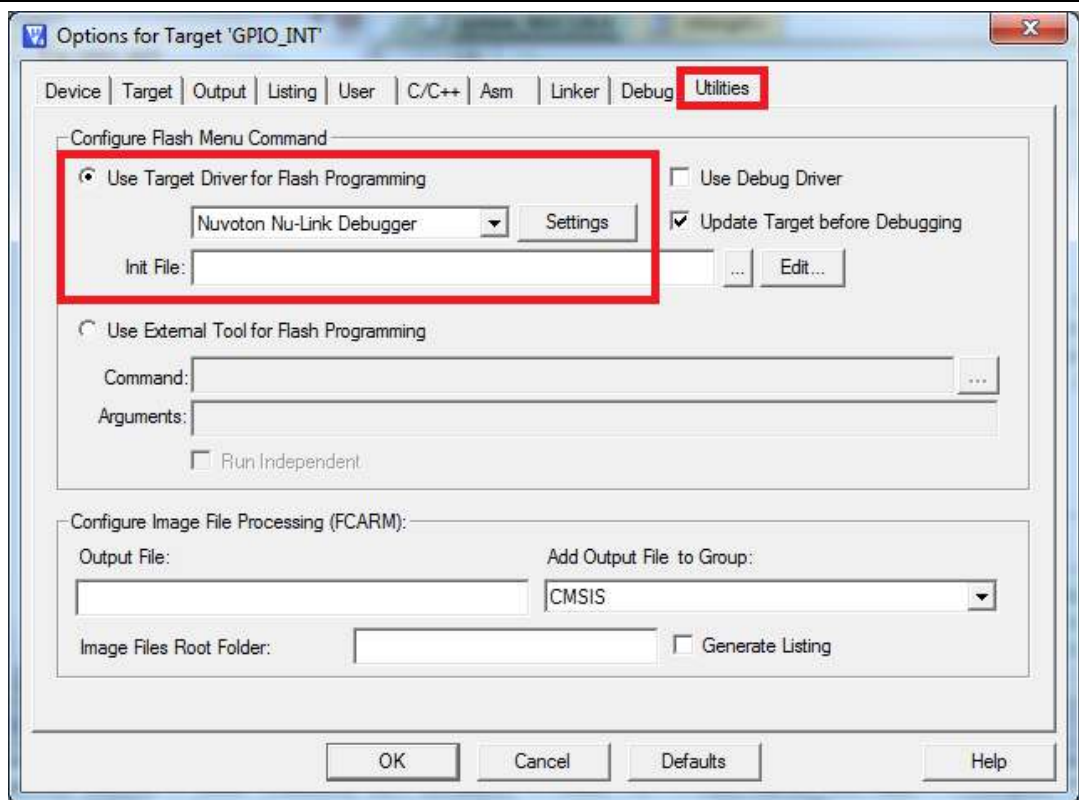 Options for Target 'GPIO_INT'
Device | Target | Output | Listing | User | C/C++ | Asm | Linker | Debug | Utilities
Configure Flash Menu Command
Use Target Driver for Flash Programming
Use Debug Driver
Nuvoton Nu-Link Debugger
Settings
Update Target before Debugging
Init File:
...
Edit...
Use External Tool for Flash Programming
Command:
...
Arguments:
Run Independent
Configure Image File Processing (FCARM):
Output File:
Add Output File to Group:
CMSIS
Image Files Root Folder:
Generate Listing
OK
Cancel
Defaults
Help